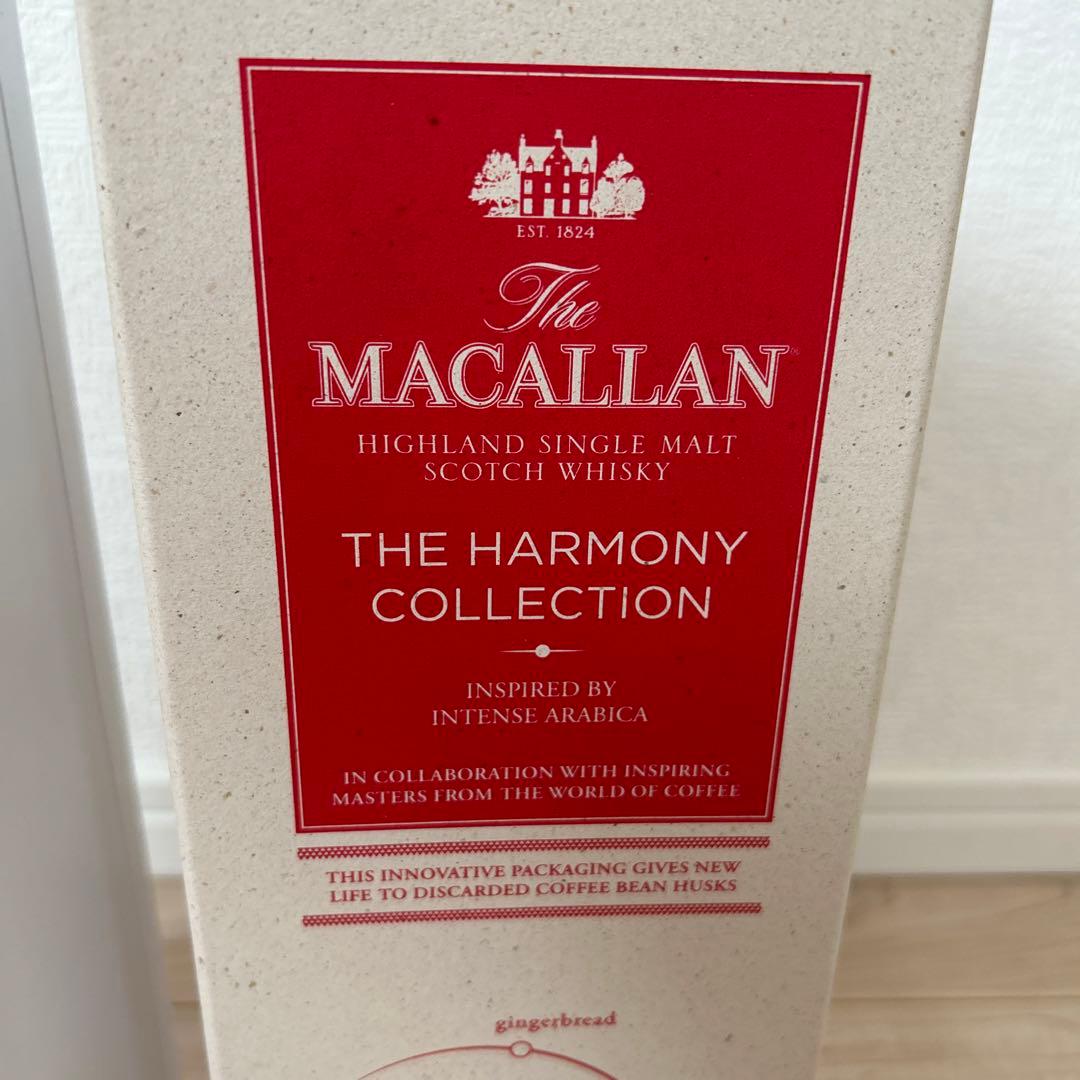 EST. 1824
The
MACALLAN™
HIGHLAND SINGLE MALT
SCOTCH WHISKY
THE HARMONY
COLLECTION
INSPIRED BY
INTENSE ARABICA
IN COLLABORATION WITH INSPIRING
MASTERS FROM THE WORLD OF COFFEE
THIS INNOVATIVE PACKAGING GIVES NEW
LIFE TO DISCARDED COFFEE BEAN HUSKS
gingerbread